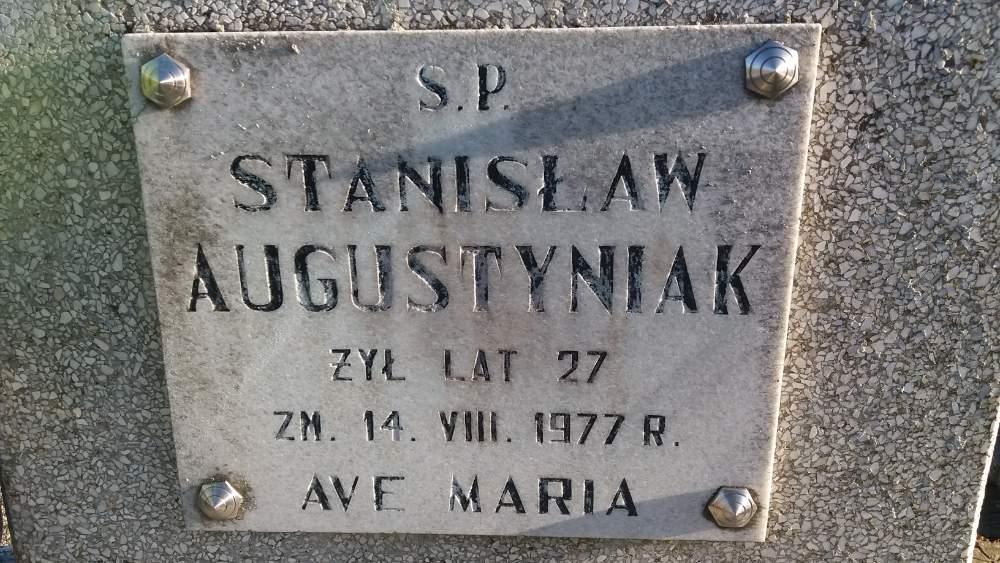 S.P.
STANISŁAW
AUGUSTYNIAK
ŻYŁ LAT 27
ZM. 14. VIII. 1977 R.
AVE MARIA